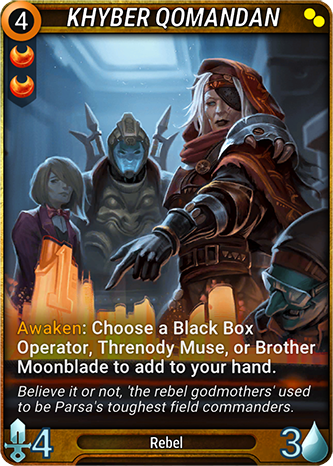 4
KHYBER QOMANDAN
Awaken: Choose a Black Box
Operator, Threnody Muse, or Brother
Moonblade to add to your hand.
Believe it or not, 'the rebel godmothers' used
to be Parsa's toughest field commanders.
4
Rebel
3